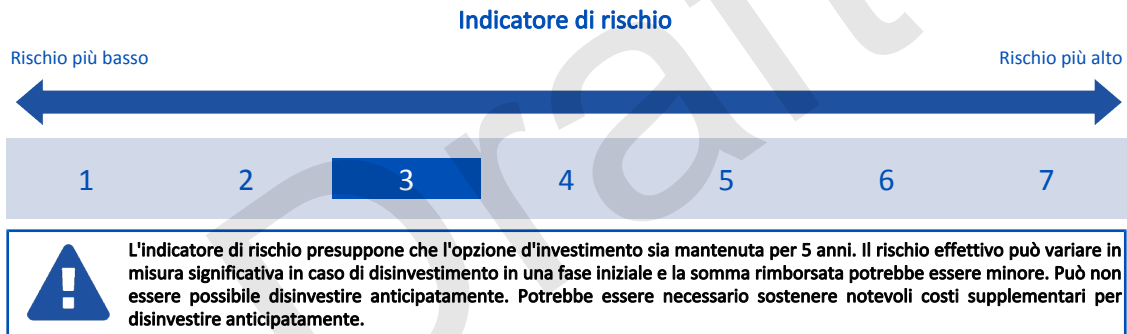 Indicatore di rischio
Rischio più basso Rischio più alto
1 2 3 4 5 6 7
L'indicatore di rischio presuppone che l'opzione d'investimento sia mantenuta per 5 anni. Il rischio effettivo può variare in
misura significativa in caso di disinvestimento in una fase iniziale e la somma rimborsata potrebbe essere minore. Può non
essere possibile disinvestire anticipatamente. Potrebbe essere necessario sostenere notevoli costi supplementari per
disinvestire anticipatamente.
Draft